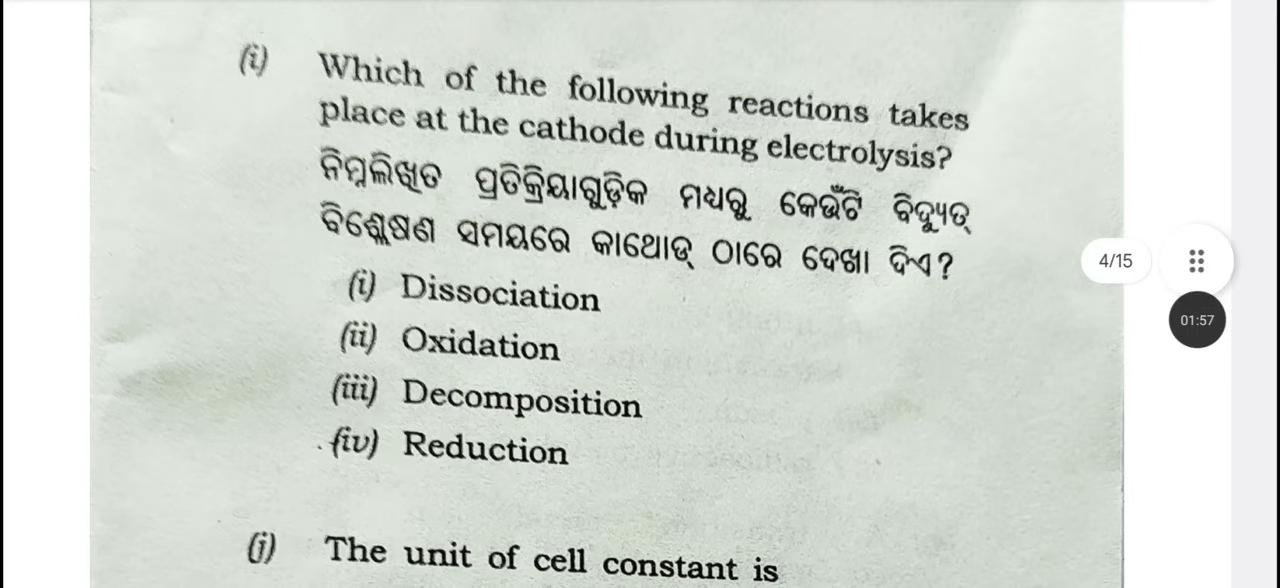 (i) Which of the following reactions takes
place at the cathode during electrolysis?
ନିମ୍ନଲିଖିତ ପ୍ରତିକ୍ରିୟାଗୁଡ଼ିକ ମଧ୍ୟରୁ କେଉଁଟି ବିଦ୍ୟୁତ୍
ବିଶ୍ଳେଷଣ ସମୟରେ କାଥୋଡ୍ ଠାରେ ଦେଖା ଦିଏ?
4/15
(i) Dissociation
01:57
(ii) Oxidation
(iii) Decomposition
(iv) Reduction
(j) The unit of cell constant is